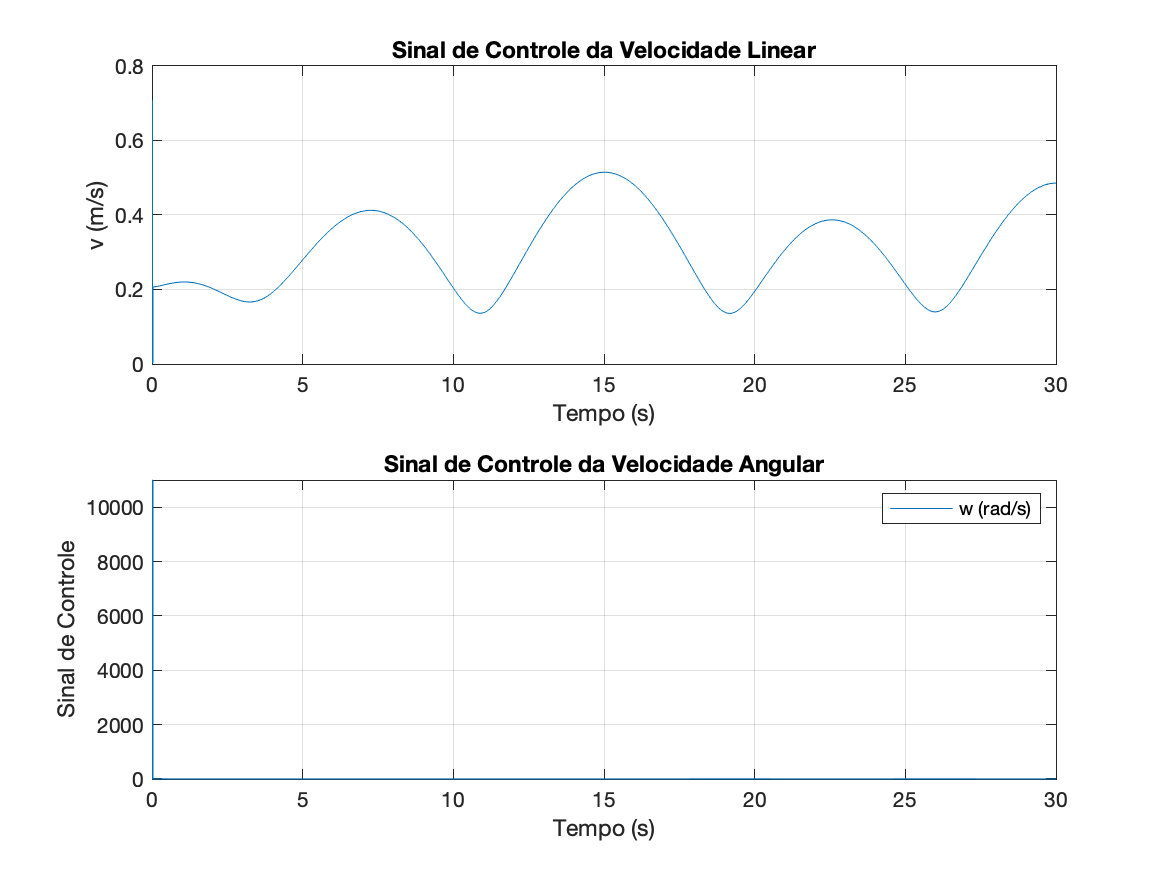 Sinal de Controle da Velocidade Linear
0.8
0.6
0.4
0.2
0
v (m/s)
0 5 10 15 20 25 30
Tempo (s)
Sinal de Controle da Velocidade Angular
10000
8000
6000
4000
2000
0
Sinal de Controle
w (rad/s)
0 5 10 15 20 25 30
Tempo (s)